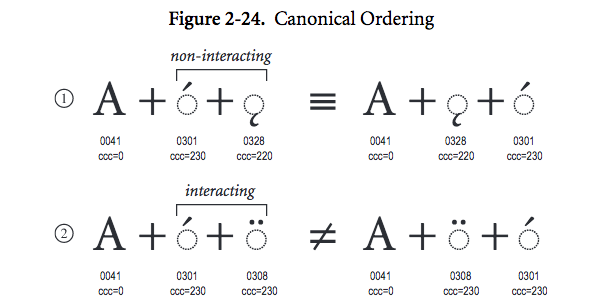 Figure 2-24. Canonical Ordering
non-interacting
① A + ◌́ + ◌̨ ≡ A + ◌̨ + ◌́
0041 0301 0328 0041 0328 0301
ccc=0 ccc=230 ccc=220 ccc=0 ccc=220 ccc=230
interacting
② A + ◌́ + ◌̈ ≠ A + ◌̈ + ◌́
0041 0301 0308 0041 0308 0301
ccc=0 ccc=230 ccc=230 ccc=0 ccc=230 ccc=230